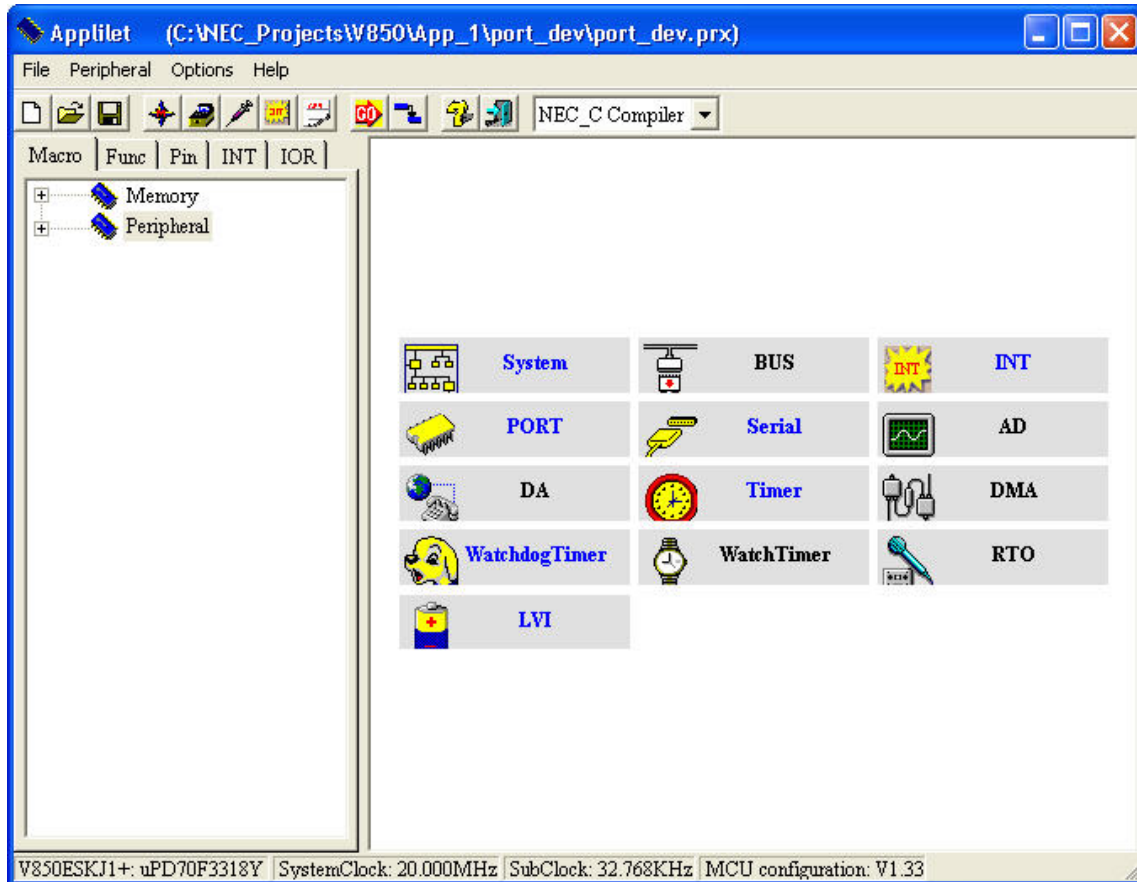 Applilet (C:\NEC_Projects\V850\App_1\port_dev\port_dev.prx)
File Peripheral Options Help
INT GO NEC_C Compiler
Macro Func Pin INT IOR
Memory
Peripheral
System BUS INT INT
PORT Serial AD
DA Timer DMA
WatchdogTimer WatchTimer RTO
LVI
V850ESKJ1+: uPD70F3318Y SystemClock: 20.000MHz SubClock: 32.768KHz MCU configuration: V1.33